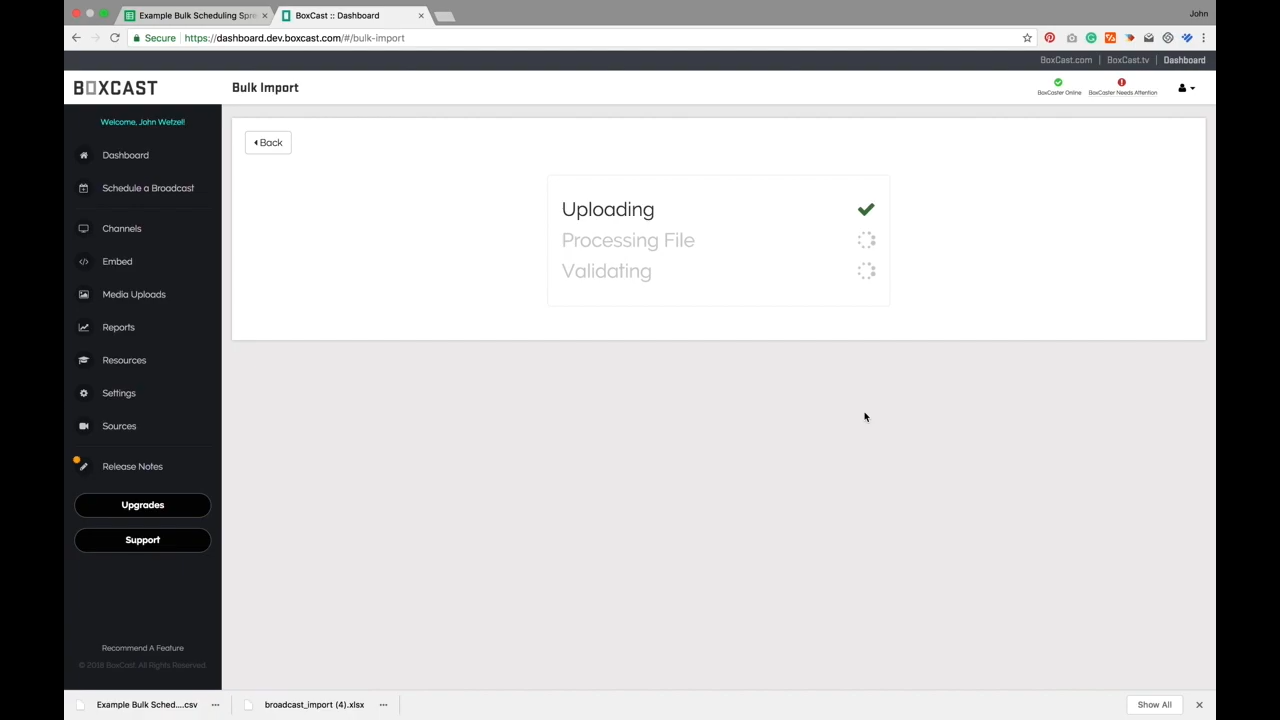 Example Bulk Scheduling Spre
BoxCast :: Dashboard
John
Secure
https://dashboard.dev.boxcast.com/#/bulk-import
BoxCast.com | BoxCast.tv | Dashboard
BOXCAST
Bulk Import
BoxCaster Online
BoxCaster Needs Attention
Welcome, John Wetzel!
Dashboard
Schedule a Broadcast
Channels
Embed
Media Uploads
Reports
Resources
Settings
Sources
Release Notes
Upgrades
Support
Recommend A Feature
© 2018 BoxCast. All Rights Reserved.
Back
Uploading
Processing File
Validating
Example Bulk Sched....csv
broadcast_import (4).xlsx
Show All